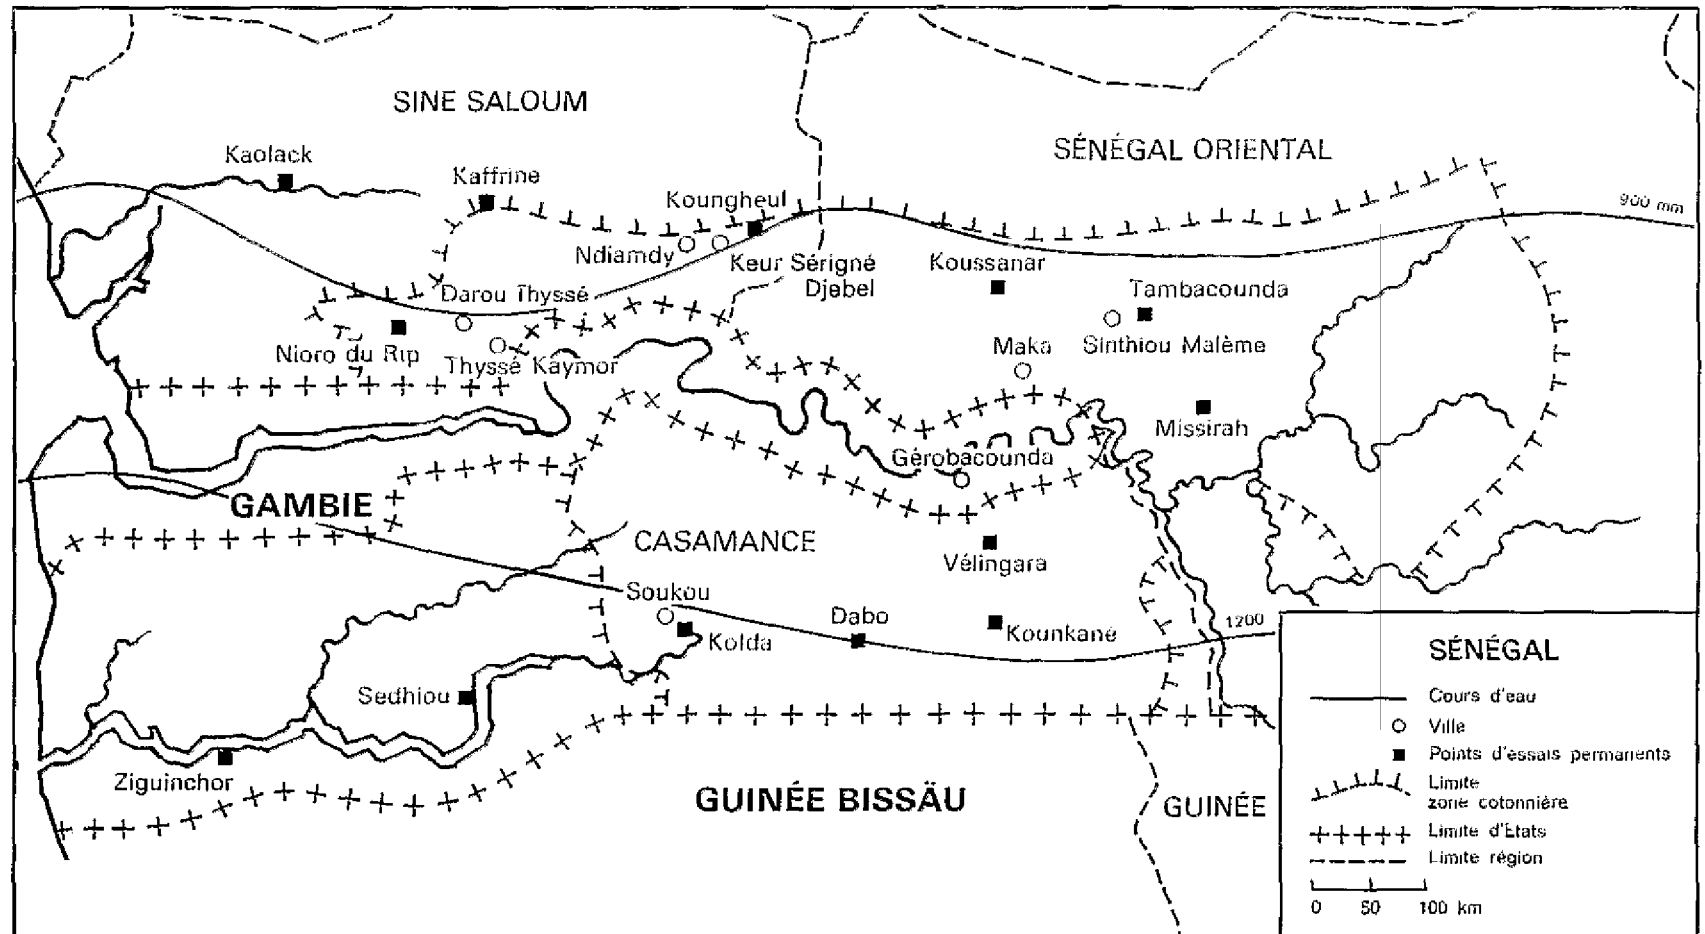 SINE SALOUM
SÉNÉGAL ORIENTAL
Kaolack
Kaffrine
Koungheul
900 mm
Ndiamdy
Keur Sérigné
Djebel
Koussanar
Darou Thyssé
Tambacounda
Nioro du Rip
Thyssé Kaymor
Maka
Sinthiou Malème
Missirah
Gérobacounda
GAMBIE
CASAMANCE
Vélingara
Soukou
Dabo
Kolda
Kounkané
1200
Sedhiou
Ziguinchor
GUINÉE BISSÄU
GUINÉE
SÉNÉGAL
Cours d'eau
Ville
Points d'essais permanents
Limite
zone cotonnière
Limite d'Etats
Limite région
0 50 100 km